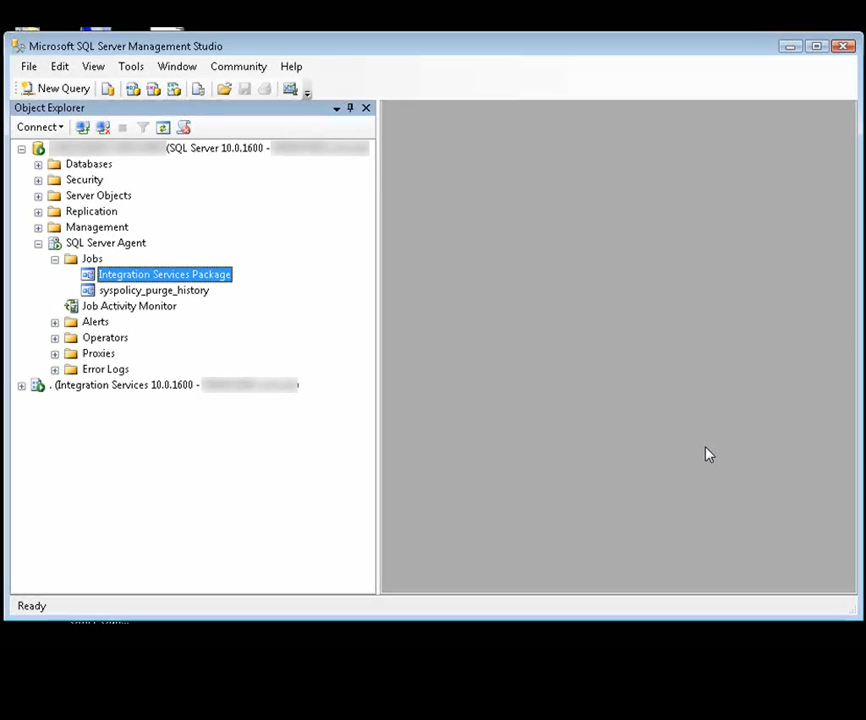 Microsoft SQL Server Management Studio
File Edit View Tools Window Community Help
New Query
Object Explorer
Connect
(SQL Server 10.0.1600 -
Databases
Security
Server Objects
Replication
Management
SQL Server Agent
Jobs
Integration Services Package
syspolicy_purge_history
Job Activity Monitor
Alerts
Operators
Proxies
Error Logs
. (Integration Services 10.0.1600 -
Ready